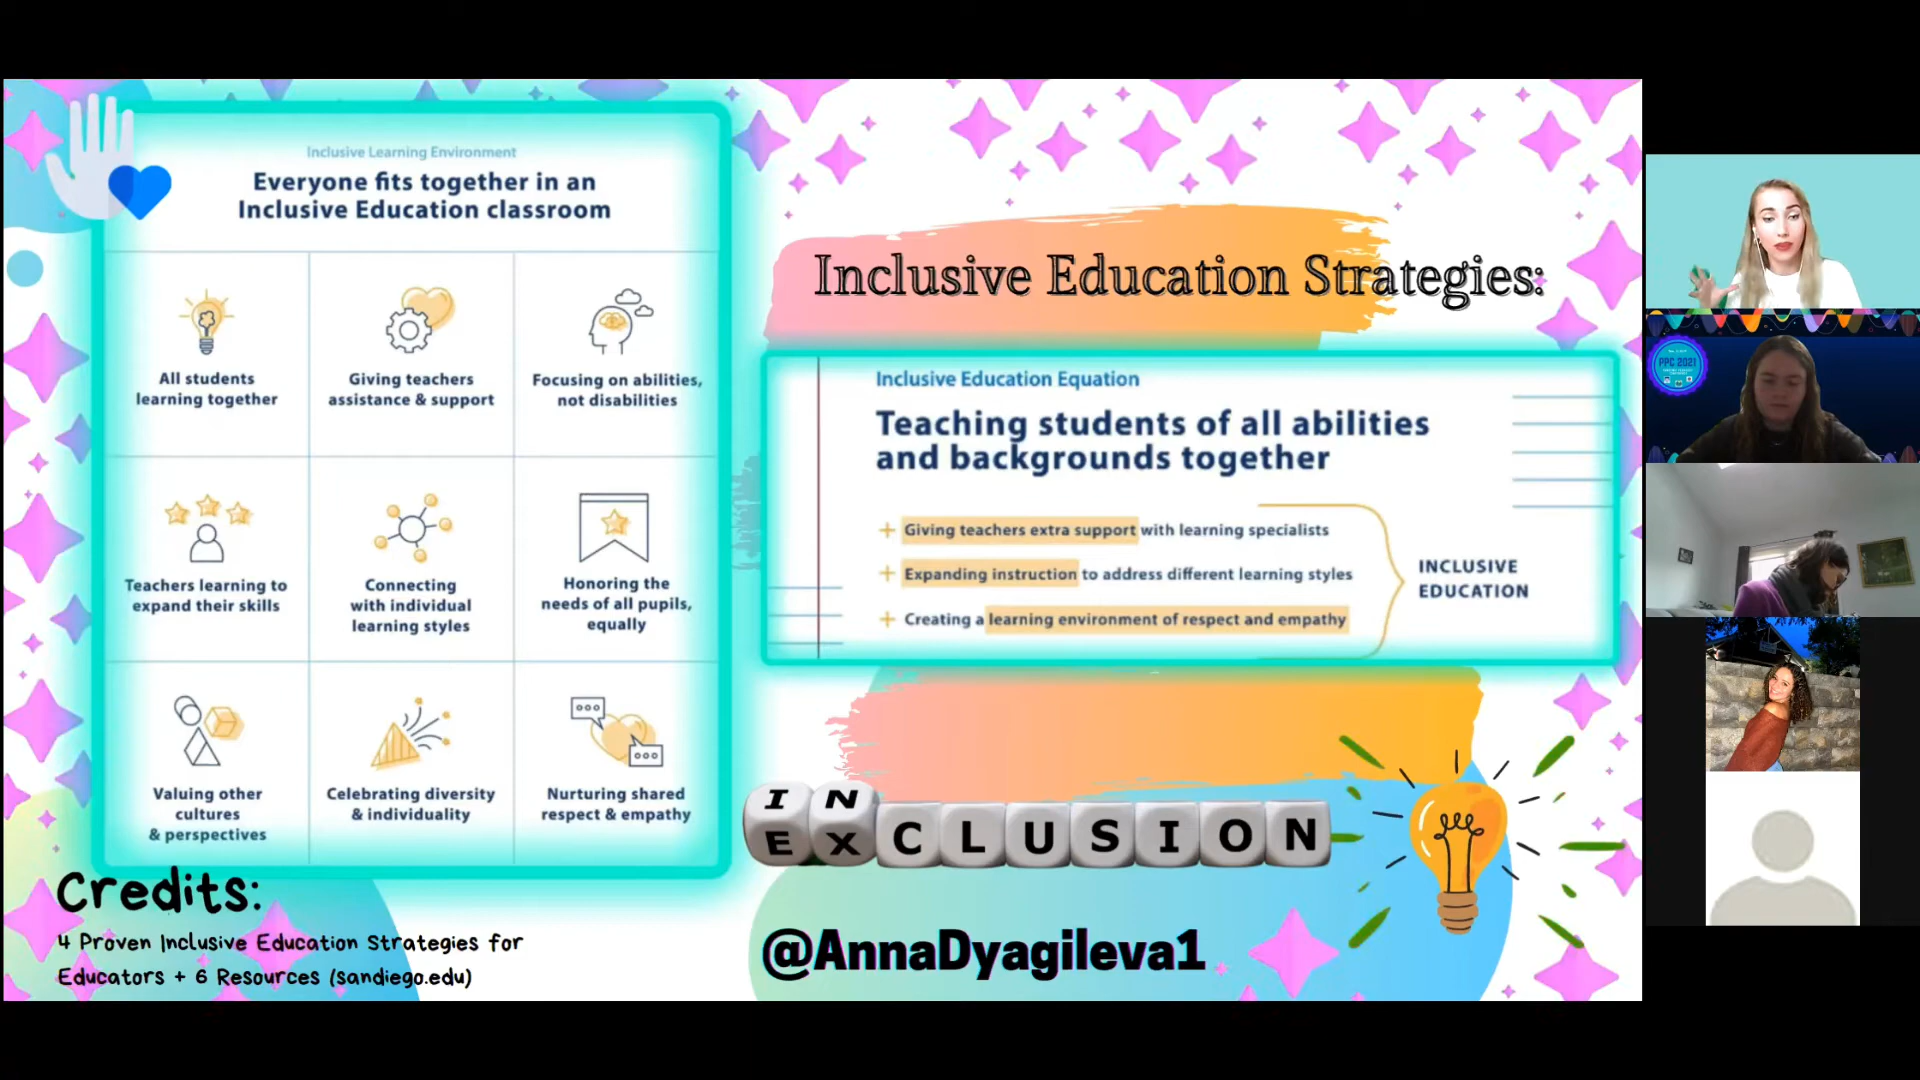 Inclusive Learning Environment
Everyone fits together in an
Inclusive Education classroom
All students
learning together
Giving teachers
assistance & support
Focusing on abilities,
not disabilities
Teachers learning to
expand their skills
Connecting
with individual
learning styles
Honoring the
needs of all pupils,
equally
Valuing other
cultures
& perspectives
Celebrating diversity
& individuality
Nurturing shared
respect & empathy
Credits:
4 Proven Inclusive Education Strategies for
Educators + 6 Resources (sandiego.edu)
Inclusive Education Strategies:
Inclusive Education Equation
Teaching students of all abilities
and backgrounds together
+ Giving teachers extra support with learning specialists
+ Expanding instruction to address different learning styles
+ Creating a learning environment of respect and empathy
INCLUSIVE
EDUCATION
IN
EXCLUSION
@AnnaDyagileva1
PPC 2021